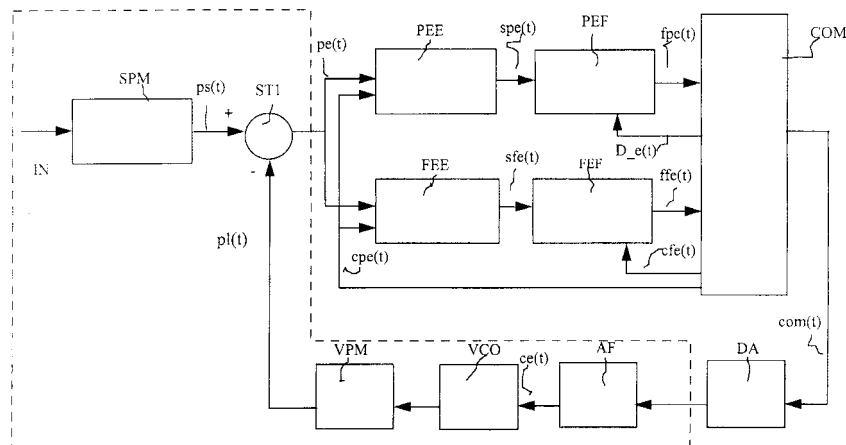 PEE
spe(t)
PEF
fpe(t)
COM
pe(t)
SPM
ps(t)
+
ST1
IN
-
D_e(t)
FEE
sfe(t)
FEF
ffe(t)
pl(t)
cpe(t)
cfe(t)
com(t)
VPM
VCO
ce(t)
AF
DA